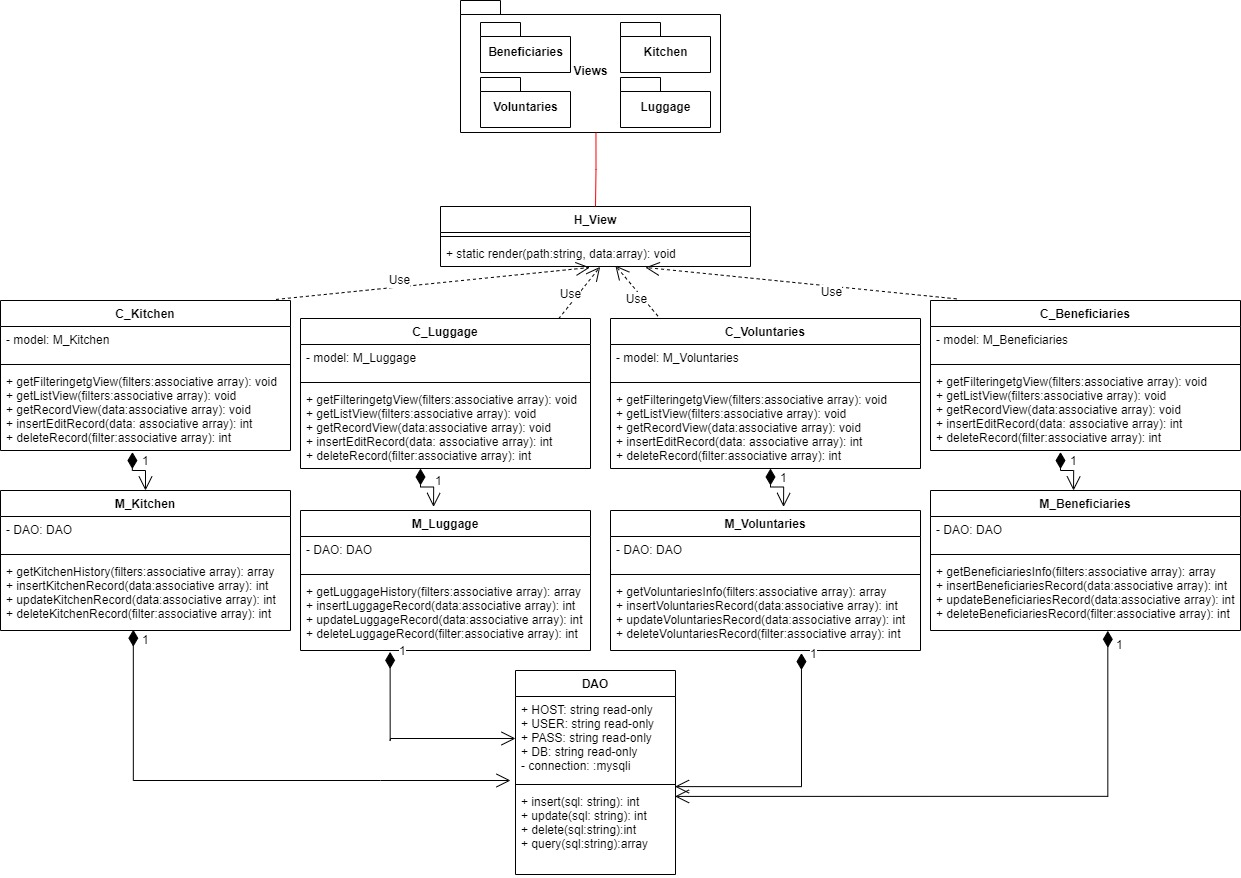 Beneficiaries
Kitchen
Views
Voluntaries
Luggage
H_View
+ static render(path:string, data:array): void
Use
Use
Use
Use
C_Kitchen
- model: M_Kitchen
+ getFilteringetgView(filters:associative array): void
+ getListView(filters:associative array): void
+ getRecordView(data:associative array): void
+ insertEditRecord(data: associative array): int
+ deleteRecord(filter:associative array): int
1
C_Luggage
- model: M_Luggage
+ getFilteringetgView(filters:associative array): void
+ getListView(filters:associative array): void
+ getRecordView(data:associative array): void
+ insertEditRecord(data: associative array): int
+ deleteRecord(filter:associative array): int
1
C_Voluntaries
- model: M_Voluntaries
+ getFilteringetgView(filters:associative array): void
+ getListView(filters:associative array): void
+ getRecordView(data:associative array): void
+ insertEditRecord(data: associative array): int
+ deleteRecord(filter:associative array): int
1
C_Beneficiaries
- model: M_Beneficiaries
+ getFilteringetgView(filters:associative array): void
+ getListView(filters:associative array): void
+ getRecordView(data:associative array): void
+ insertEditRecord(data: associative array): int
+ deleteRecord(filter:associative array): int
1
M_Kitchen
- DAO: DAO
+ getKitchenHistory(filters:associative array): array
+ insertKitchenRecord(data:associative array): int
+ updateKitchenRecord(data:associative array): int
+ deleteKitchenRecord(filter:associative array): int
1
M_Luggage
- DAO: DAO
+ getLuggageHistory(filters:associative array): array
+ insertLuggageRecord(data:associative array): int
+ updateLuggageRecord(data:associative array): int
+ deleteLuggageRecord(filter:associative array): int
1
M_Voluntaries
- DAO: DAO
+ getVoluntariesInfo(filters:associative array): array
+ insertVoluntariesRecord(data:associative array): int
+ updateVoluntariesRecord(data:associative array): int
+ deleteVoluntariesRecord(filter:associative array): int
1
M_Beneficiaries
- DAO: DAO
+ getBeneficiariesInfo(filters:associative array): array
+ insertBeneficiariesRecord(data:associative array): int
+ updateBeneficiariesRecord(data:associative array): int
+ deleteBeneficiariesRecord(filter:associative array): int
1
DAO
+ HOST: string read-only
+ USER: string read-only
+ PASS: string read-only
+ DB: string read-only
- connection: :mysqli
+ insert(sql: string): int
+ update(sql: string): int
+ delete(sql:string):int
+ query(sql:string):array